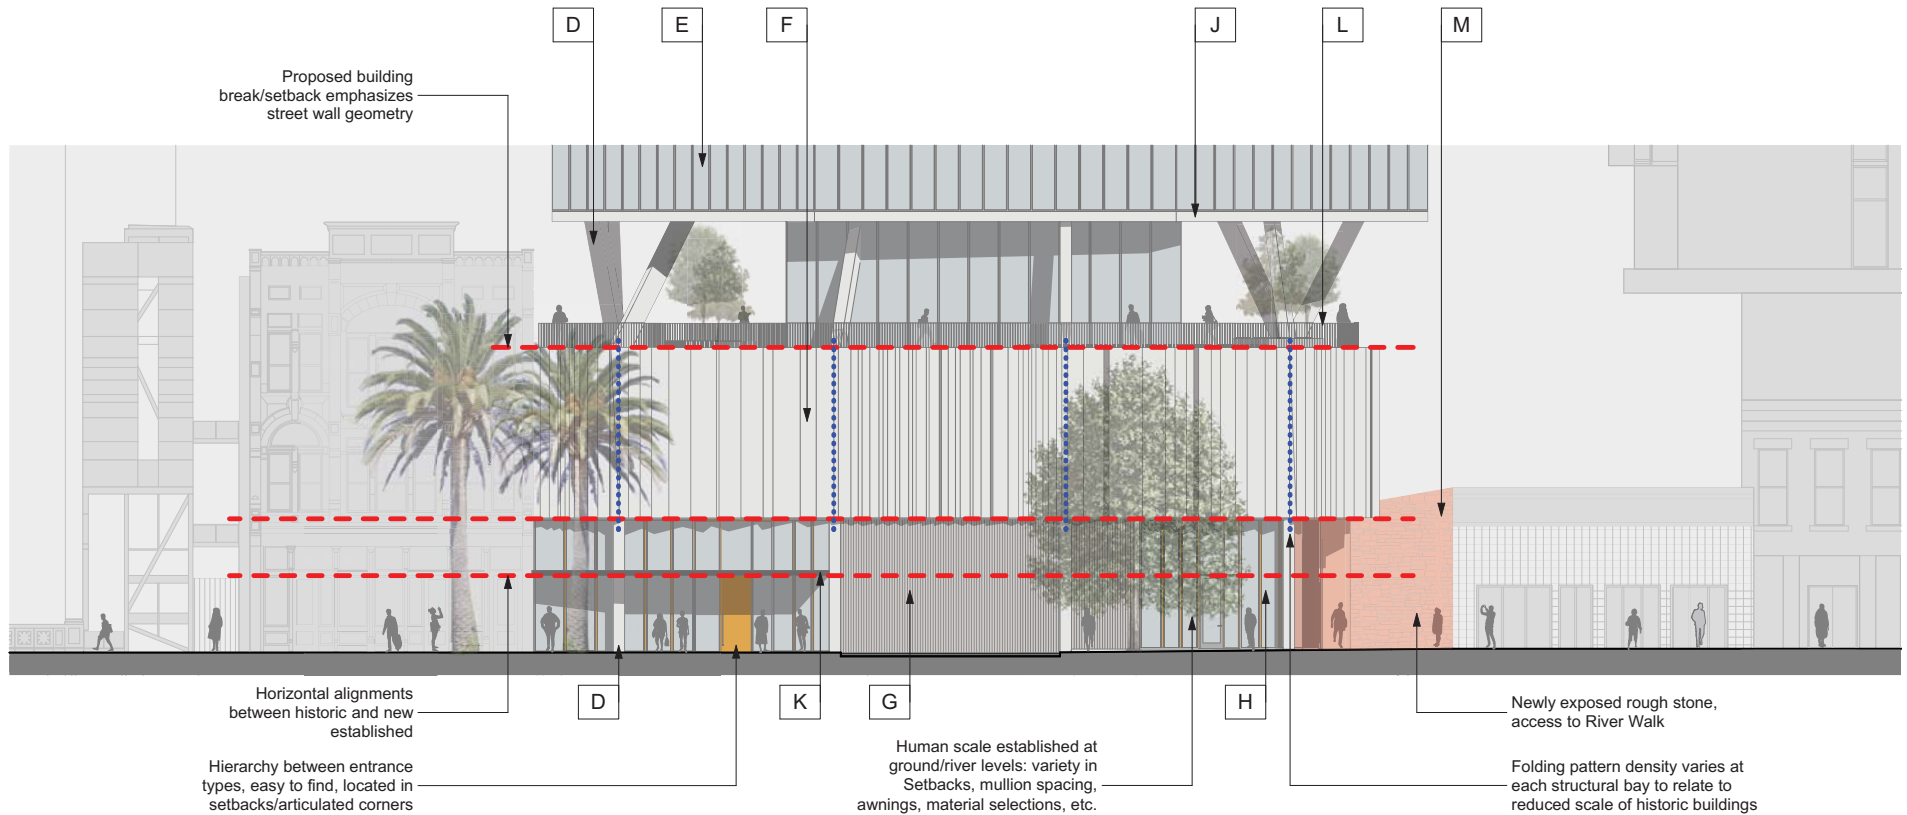 D
E
F
J
L
M
Proposed building
break/setback emphasizes
street wall geometry
Horizontal alignments
between historic and new
established
D
K
G
H
Newly exposed rough stone,
access to River Walk
Hierarchy between entrance
types, easy to find, located in
setbacks/articulated corners
Human scale established at
ground/river levels: variety in
Setbacks, mullion spacing,
awnings, material selections, etc.
Folding pattern density varies at
each structural bay to relate to
reduced scale of historic buildings